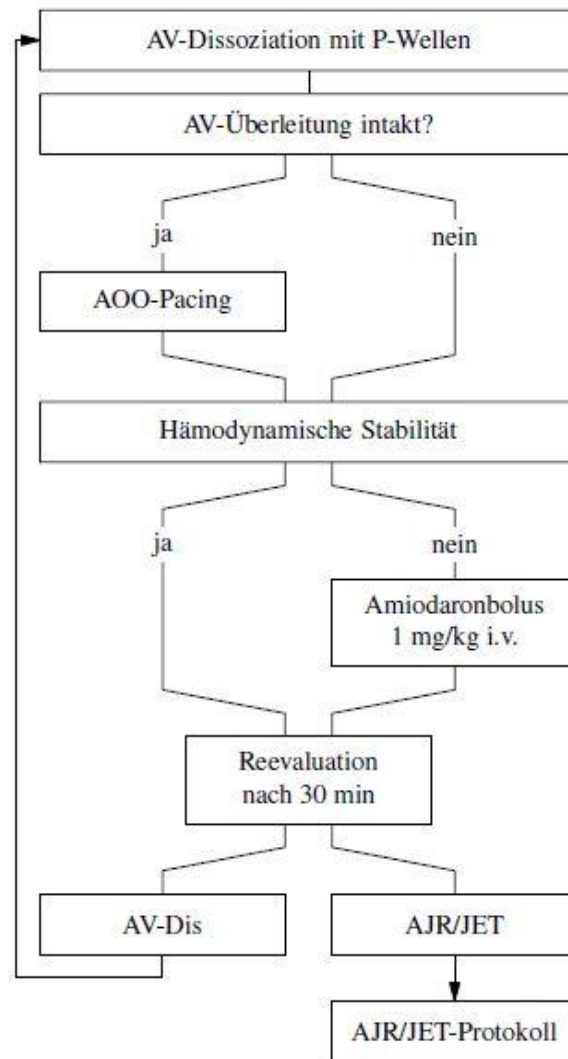 AV-Dissoziation mit P-Wellen
AV-Überleitung intakt?
ja
nein
AOO-Pacing
Hämodynamische Stabilität
ja
nein
Amiodaronbolus
1 mg/kg i.v.
Reevaluation
nach 30 min
AV-Dis
AJR/JET
AJR/JET-Protokoll